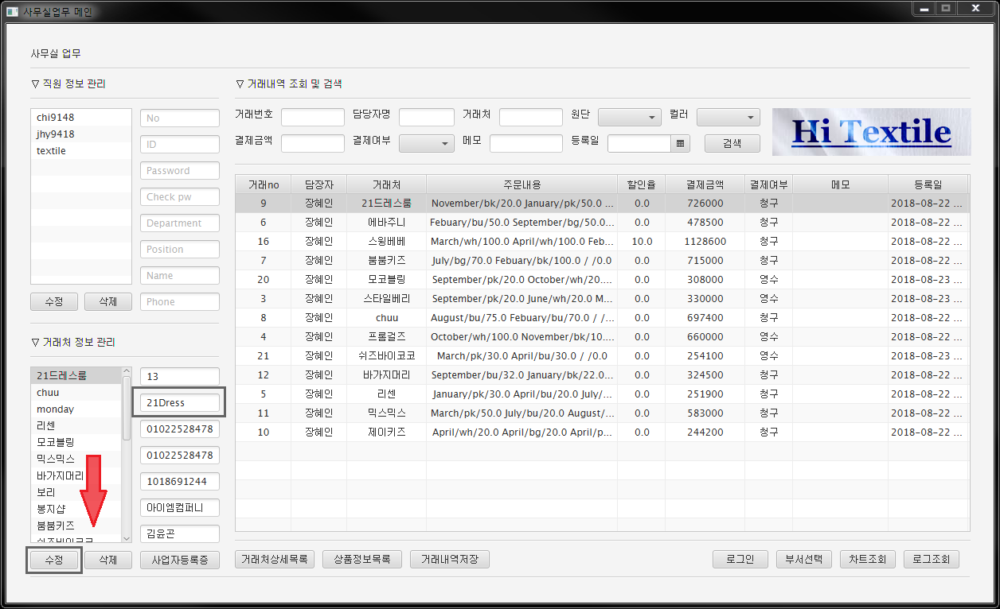 사무실업무 메인
사무실 업무
▽ 직원 정보 관리
chi9148
jhy9418
textile
No
ID
Password
Check pw
Department
Position
Name
Phone
수정 삭제
▽ 거래처 정보 관리
21드레스룸
chuu
monday
리센
모코블링
믹스믹스
바가지머리
보리
봉지샵
붐붐키즈
쉬즈바이코코
13
21Dress
01022528478
01022528478
1018691244
아이엠컴퍼니
김윤곤
수정 삭제 사업자등록증
▽ 거래내역 조회 및 검색
거래번호 담당자명 거래처 원단 컬러
결제금액 결제여부 메모 등록일 검색
Hi Textile
거래no 담장자 거래처 주문내용 할인율 결제금액 결제여부 메모 등록일
9 장혜인 21드레스룸 November/bk/20.0 January/pk/50.0 ... 0.0 726000 청구 2018-08-22 ...
6 장혜인 에바주니 Febuary/bu/50.0 September/bg/50.0... 0.0 478500 청구 2018-08-22 ...
16 장혜인 스윙베베 March/wh/100.0 April/wh/100.0 Feb... 10.0 1128600 청구 2018-08-22 ...
7 장혜인 붐붐키즈 July/bg/70.0 Febuary/bk/100.0 / /0.0 0.0 715000 청구 2018-08-22 ...
20 장혜인 모코블링 September/pk/20.0 October/wh/20.... 0.0 308000 영수 2018-08-23 ...
3 장혜인 스타일베리 September/pk/20.0 June/wh/20.0 M... 0.0 330000 영수 2018-08-22 ...
8 장혜인 chuu August/bu/75.0 Febuary/bu/70.0 / /... 0.0 697400 청구 2018-08-22 ...
4 장혜인 프롬걸즈 October/wh/100.0 November/bk/10.... 0.0 660000 영수 2018-08-22 ...
21 장혜인 쉬즈바이코코 March/pk/30.0 April/bu/30.0 / /0.0 0.0 254100 영수 2018-08-23 ...
12 장혜인 바가지머리 September/bu/32.0 January/bk/22.0... 0.0 324500 청구 2018-08-22 ...
5 장혜인 리센 January/pk/30.0 April/bu/20.0 July/... 0.0 251900 청구 2018-08-22 ...
11 장혜인 믹스믹스 March/pk/50.0 July/bu/20.0 August/... 0.0 583000 청구 2018-08-22 ...
10 장혜인 제이키즈 April/wh/20.0 April/bg/20.0 April/p... 0.0 244200 청구 2018-08-22 ...
거래처상세목록 상품정보목록 거래내역저장 로그인 부서선택 차트조회 로그조회